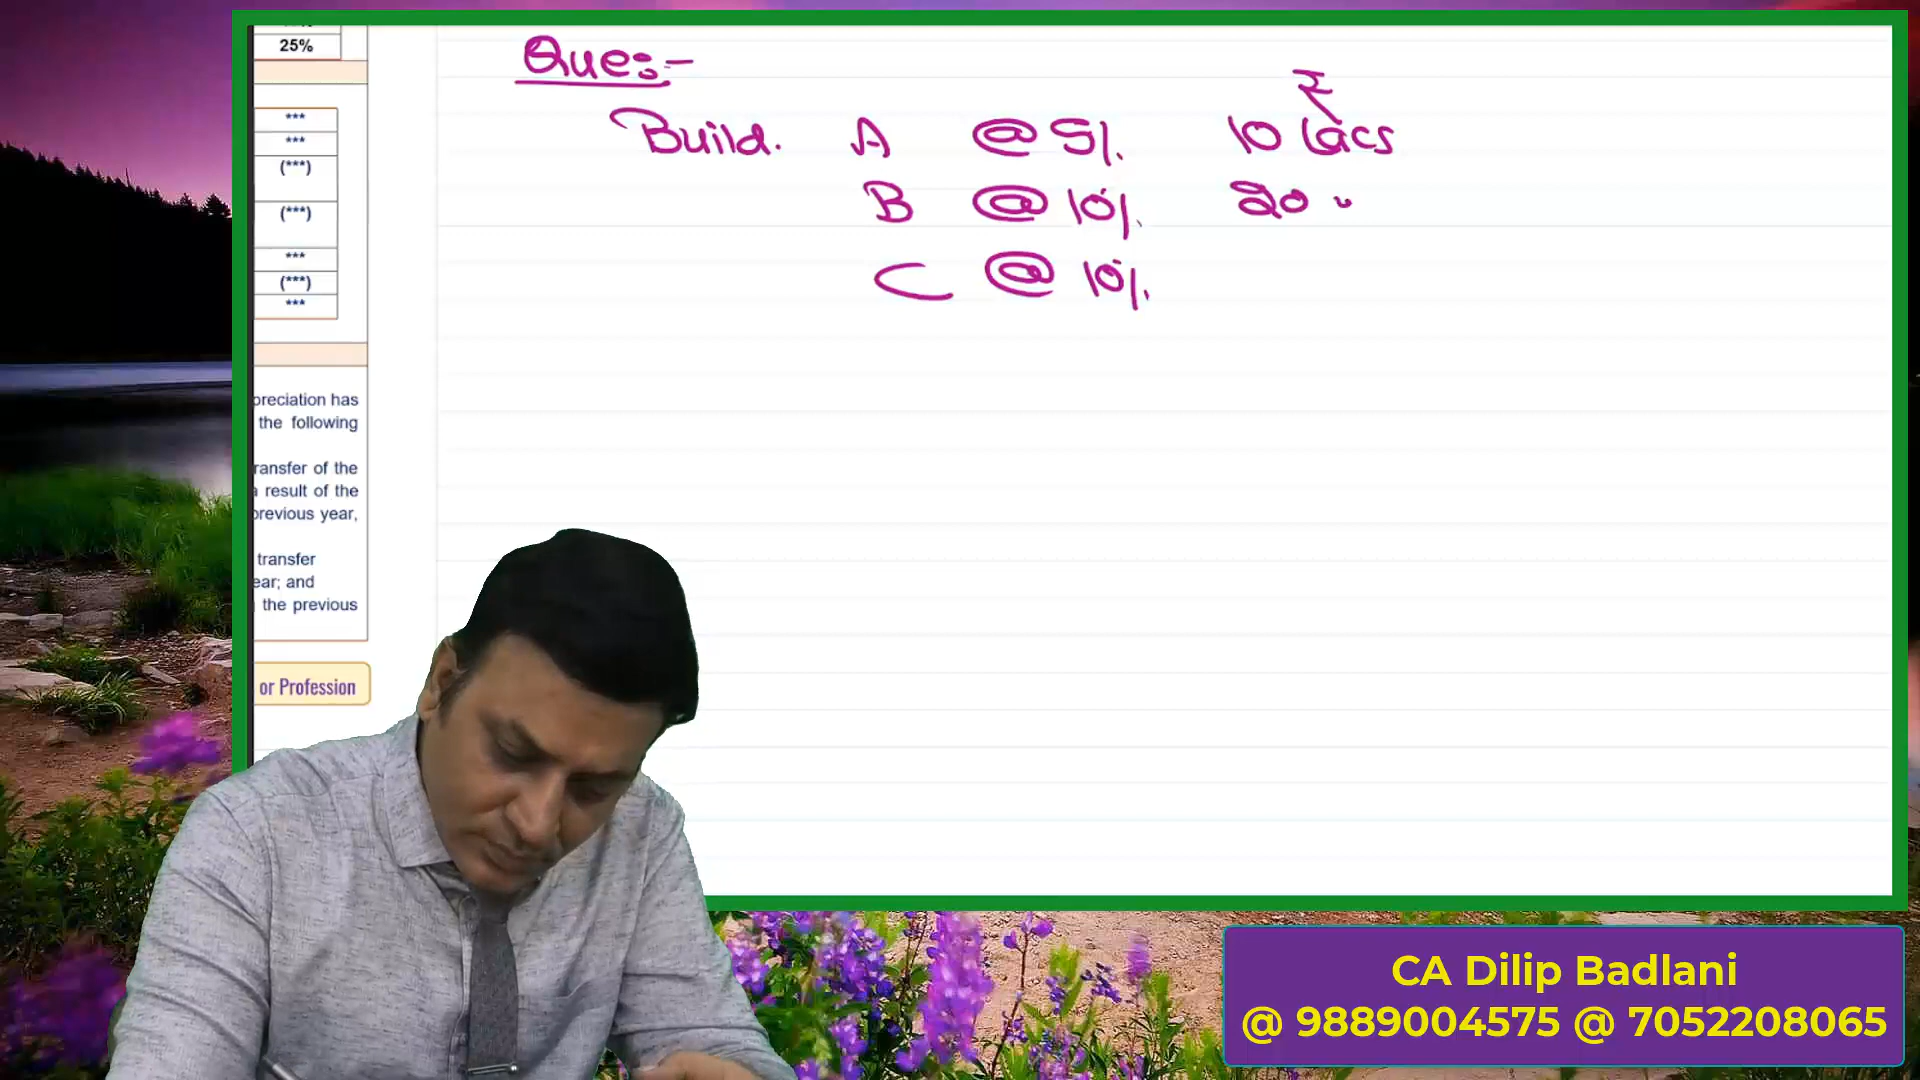 25%
***
***
(***)
(***)
***
(***)
***
preciation has
the following
ransfer of the
a result of the
previous year,
transfer
ear; and
the previous
or Profession
Ques:-
₹
Build. A @ 5%. 10 Lacs
B @ 10%. 20 "
C @ 10%.
CA Dilip Badlani
@ 9889004575 @ 7052208065